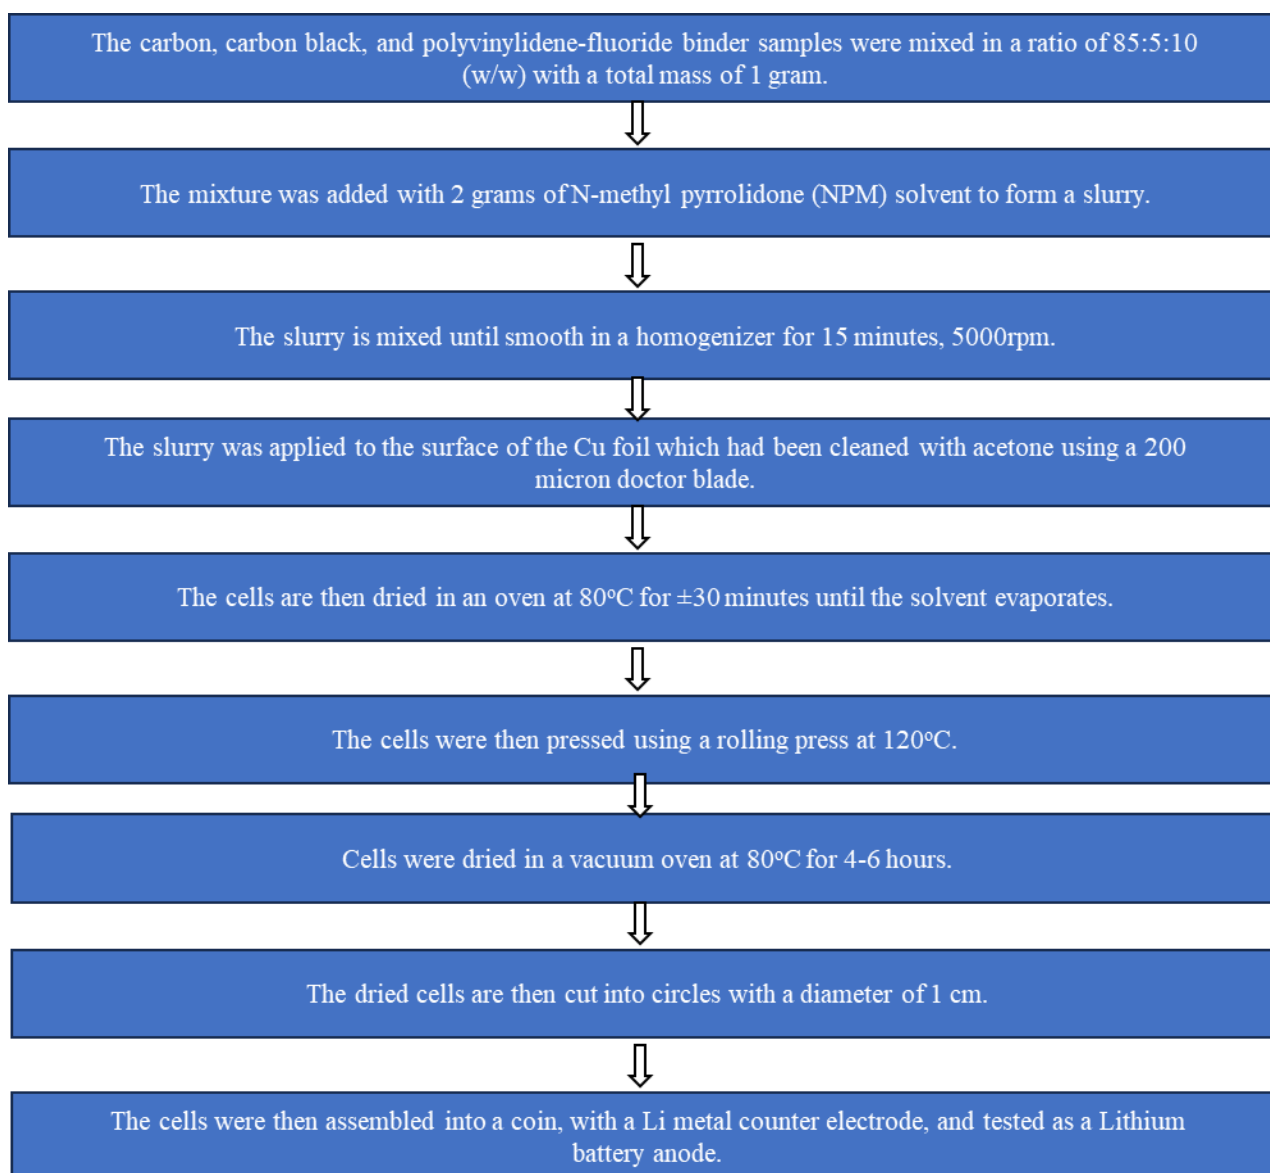 The carbon, carbon black, and polyvinylidene-fluoride binder samples were mixed in a ratio of 85:5:10
(w/w) with a total mass of 1 gram.
The mixture was added with 2 grams of N-methyl pyrrolidone (NPM) solvent to form a slurry.
The slurry is mixed until smooth in a homogenizer for 15 minutes, 5000rpm.
The slurry was applied to the surface of the Cu foil which had been cleaned with acetone using a 200
micron doctor blade.
The cells are then dried in an oven at 80°C for ±30 minutes until the solvent evaporates.
The cells were then pressed using a rolling press at 120°C.
Cells were dried in a vacuum oven at 80°C for 4-6 hours.
The dried cells are then cut into circles with a diameter of 1 cm.
The cells were then assembled into a coin, with a Li metal counter electrode, and tested as a Lithium
battery anode.